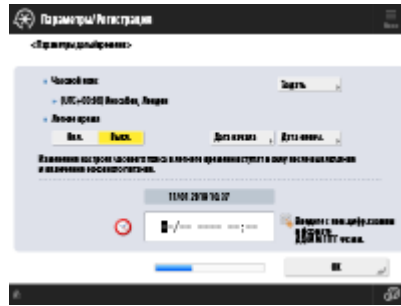 Параметры/Регистрация
<Параметры даты/времени>
Часовой пояс
Задать
(UTC+00:00) Лиссабон, Лондон
Летнее время
Вкл.
Выкл.
Дата начала
Дата оконч.
Изменения настроек часового пояса и летнего времени вступят в силу после выключения
и включения основного питания.
11/01 2019 16:37
--/-- ---- --:--
OK